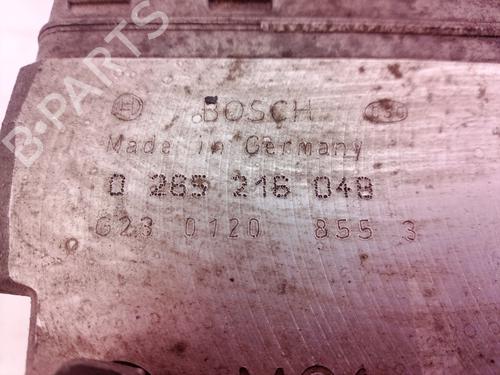 B-PARTS
H BOSCH
Made in Germany
0 265 216 048
G23 0120 855 3